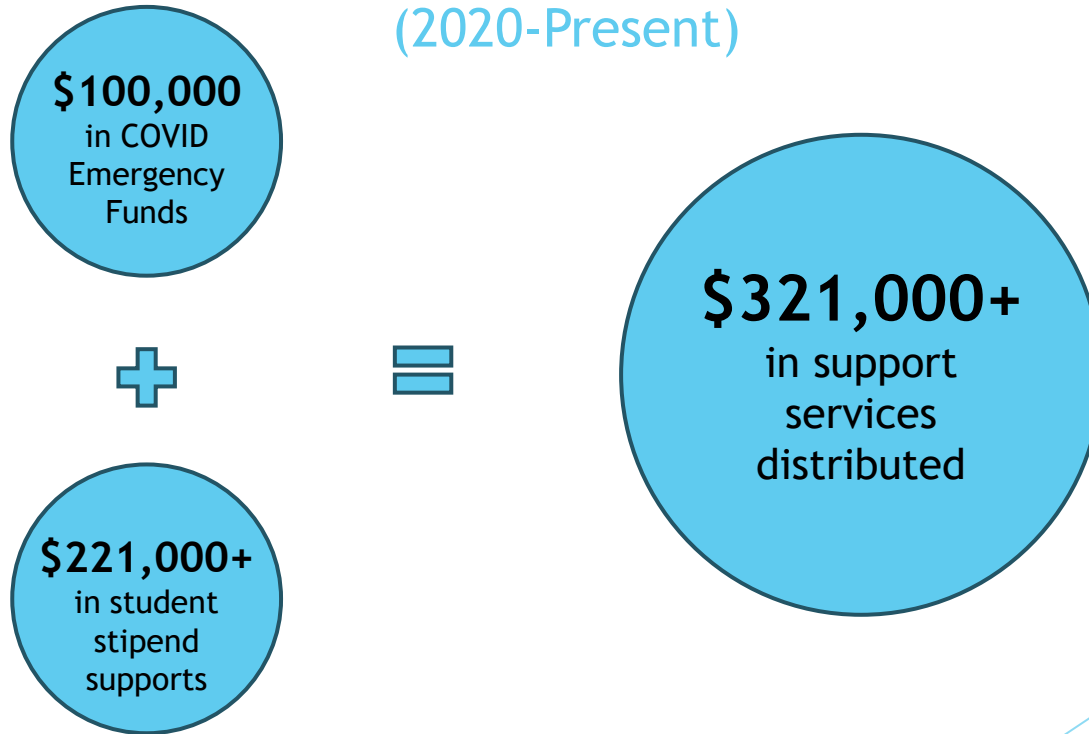 (2020-Present)
$100,000
in COVID
Emergency
Funds
$221,000+
in student
stipend
supports
$321,000+
in support
services
distributed